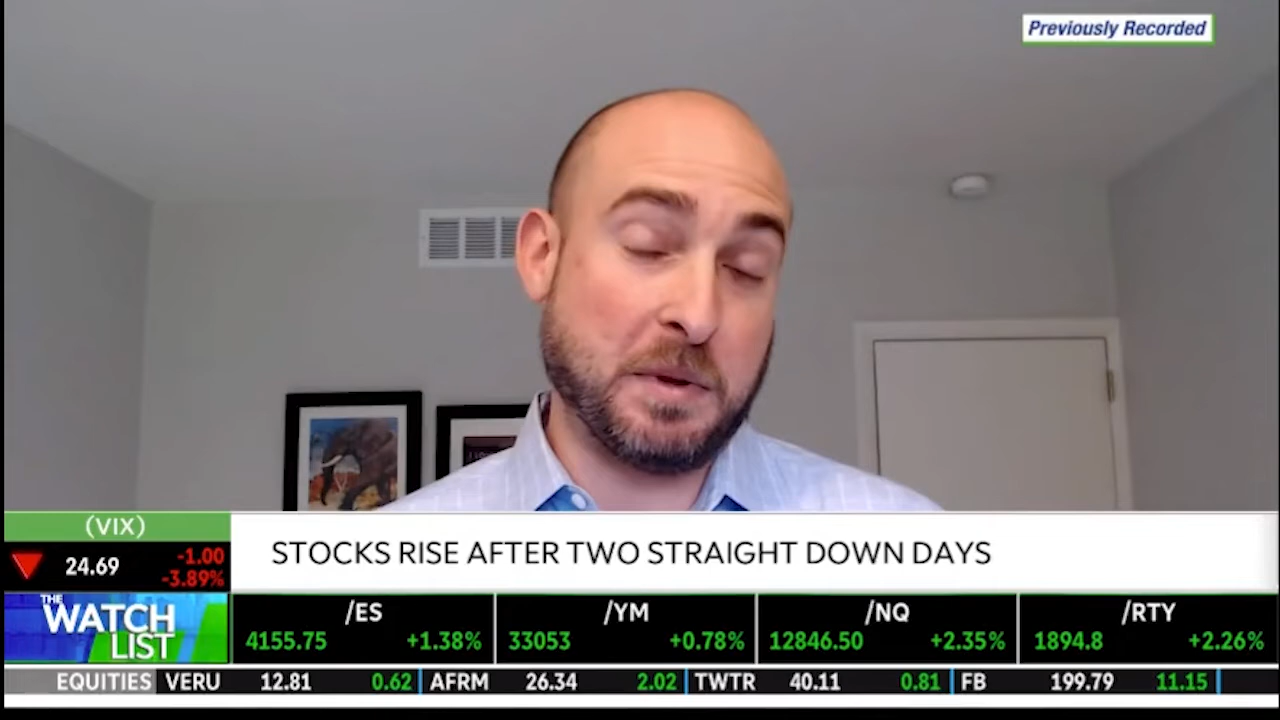 Previously Recorded
(VIX)
24.69 -1.00
-3.89%
STOCKS RISE AFTER TWO STRAIGHT DOWN DAYS
THE
WATCH
LIST
/ES /YM /NQ /RTY
4155.75 +1.38% 33053 +0.78% 12846.50 +2.35% 1894.8 +2.26%
EQUITIES VERU 12.81 0.62 AFRM 26.34 2.02 TWTR 40.11 0.81 FB 199.79 11.15